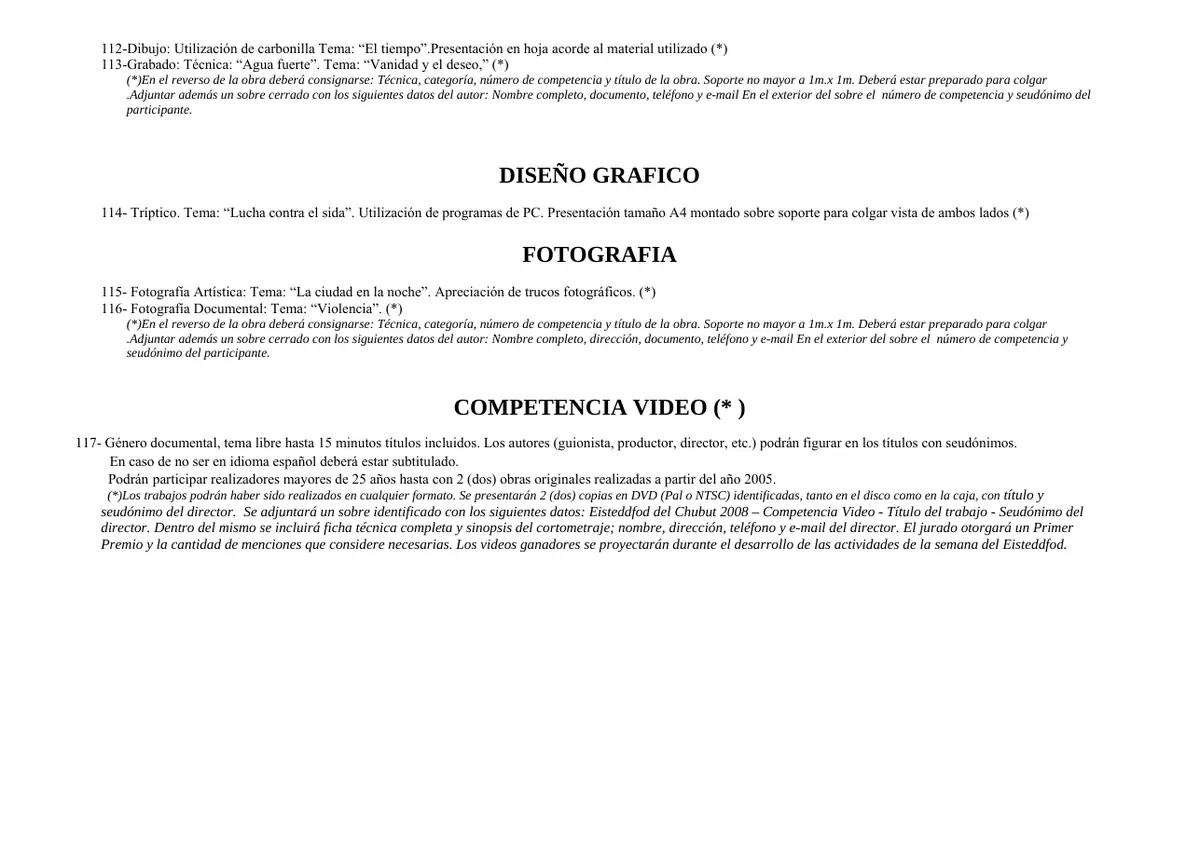 112-Dibujo: Utilización de carbonilla Tema: “El tiempo”.Presentación en hoja acorde al material utilizado (*)
113-Grabado: Técnica: “Agua fuerte”. Tema: “Vanidad y el deseo,” (*)
(*)En el reverso de la obra deberá consignarse: Técnica, categoría, número de competencia y título de la obra. Soporte no mayor a 1m.x 1m. Deberá estar preparado para colgar
.Adjuntar además un sobre cerrado con los siguientes datos del autor: Nombre completo, documento, teléfono y e-mail En el exterior del sobre el  número de competencia y seudónimo del
participante.
DISEÑO GRAFICO
114- Tríptico. Tema: “Lucha contra el sida”. Utilización de programas de PC. Presentación tamaño A4 montado sobre soporte para colgar vista de ambos lados (*)
FOTOGRAFIA
115- Fotografía Artística: Tema: “La ciudad en la noche”. Apreciación de trucos fotográficos. (*)
116- Fotografía Documental: Tema: “Violencia”. (*)
(*)En el reverso de la obra deberá consignarse: Técnica, categoría, número de competencia y título de la obra. Soporte no mayor a 1m.x 1m. Deberá estar preparado para colgar
.Adjuntar además un sobre cerrado con los siguientes datos del autor: Nombre completo, dirección, documento, teléfono y e-mail En el exterior del sobre el  número de competencia y
seudónimo del participante.
COMPETENCIA VIDEO (* )
117- Género documental, tema libre hasta 15 minutos títulos incluidos. Los autores (guionista, productor, director, etc.) podrán figurar en los títulos con seudónimos.
En caso de no ser en idioma español deberá estar subtitulado.
Podrán participar realizadores mayores de 25 años hasta con 2 (dos) obras originales realizadas a partir del año 2005.
(*)Los trabajos podrán haber sido realizados en cualquier formato. Se presentarán 2 (dos) copias en DVD (Pal o NTSC) identificadas, tanto en el disco como en la caja, con título y
seudónimo del director.  Se adjuntará un sobre identificado con los siguientes datos: Eisteddfod del Chubut 2008 – Competencia Video - Título del trabajo - Seudónimo del
director. Dentro del mismo se incluirá ficha técnica completa y sinopsis del cortometraje; nombre, dirección, teléfono y e-mail del director. El jurado otorgará un Primer
Premio y la cantidad de menciones que considere necesarias. Los videos ganadores se proyectarán durante el desarrollo de las actividades de la semana del Eisteddfod.